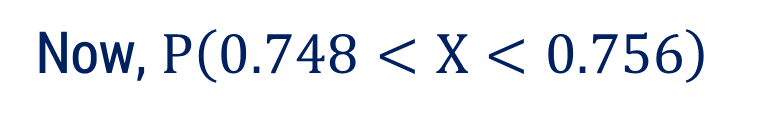 Now, P(0.748 < X < 0.756)